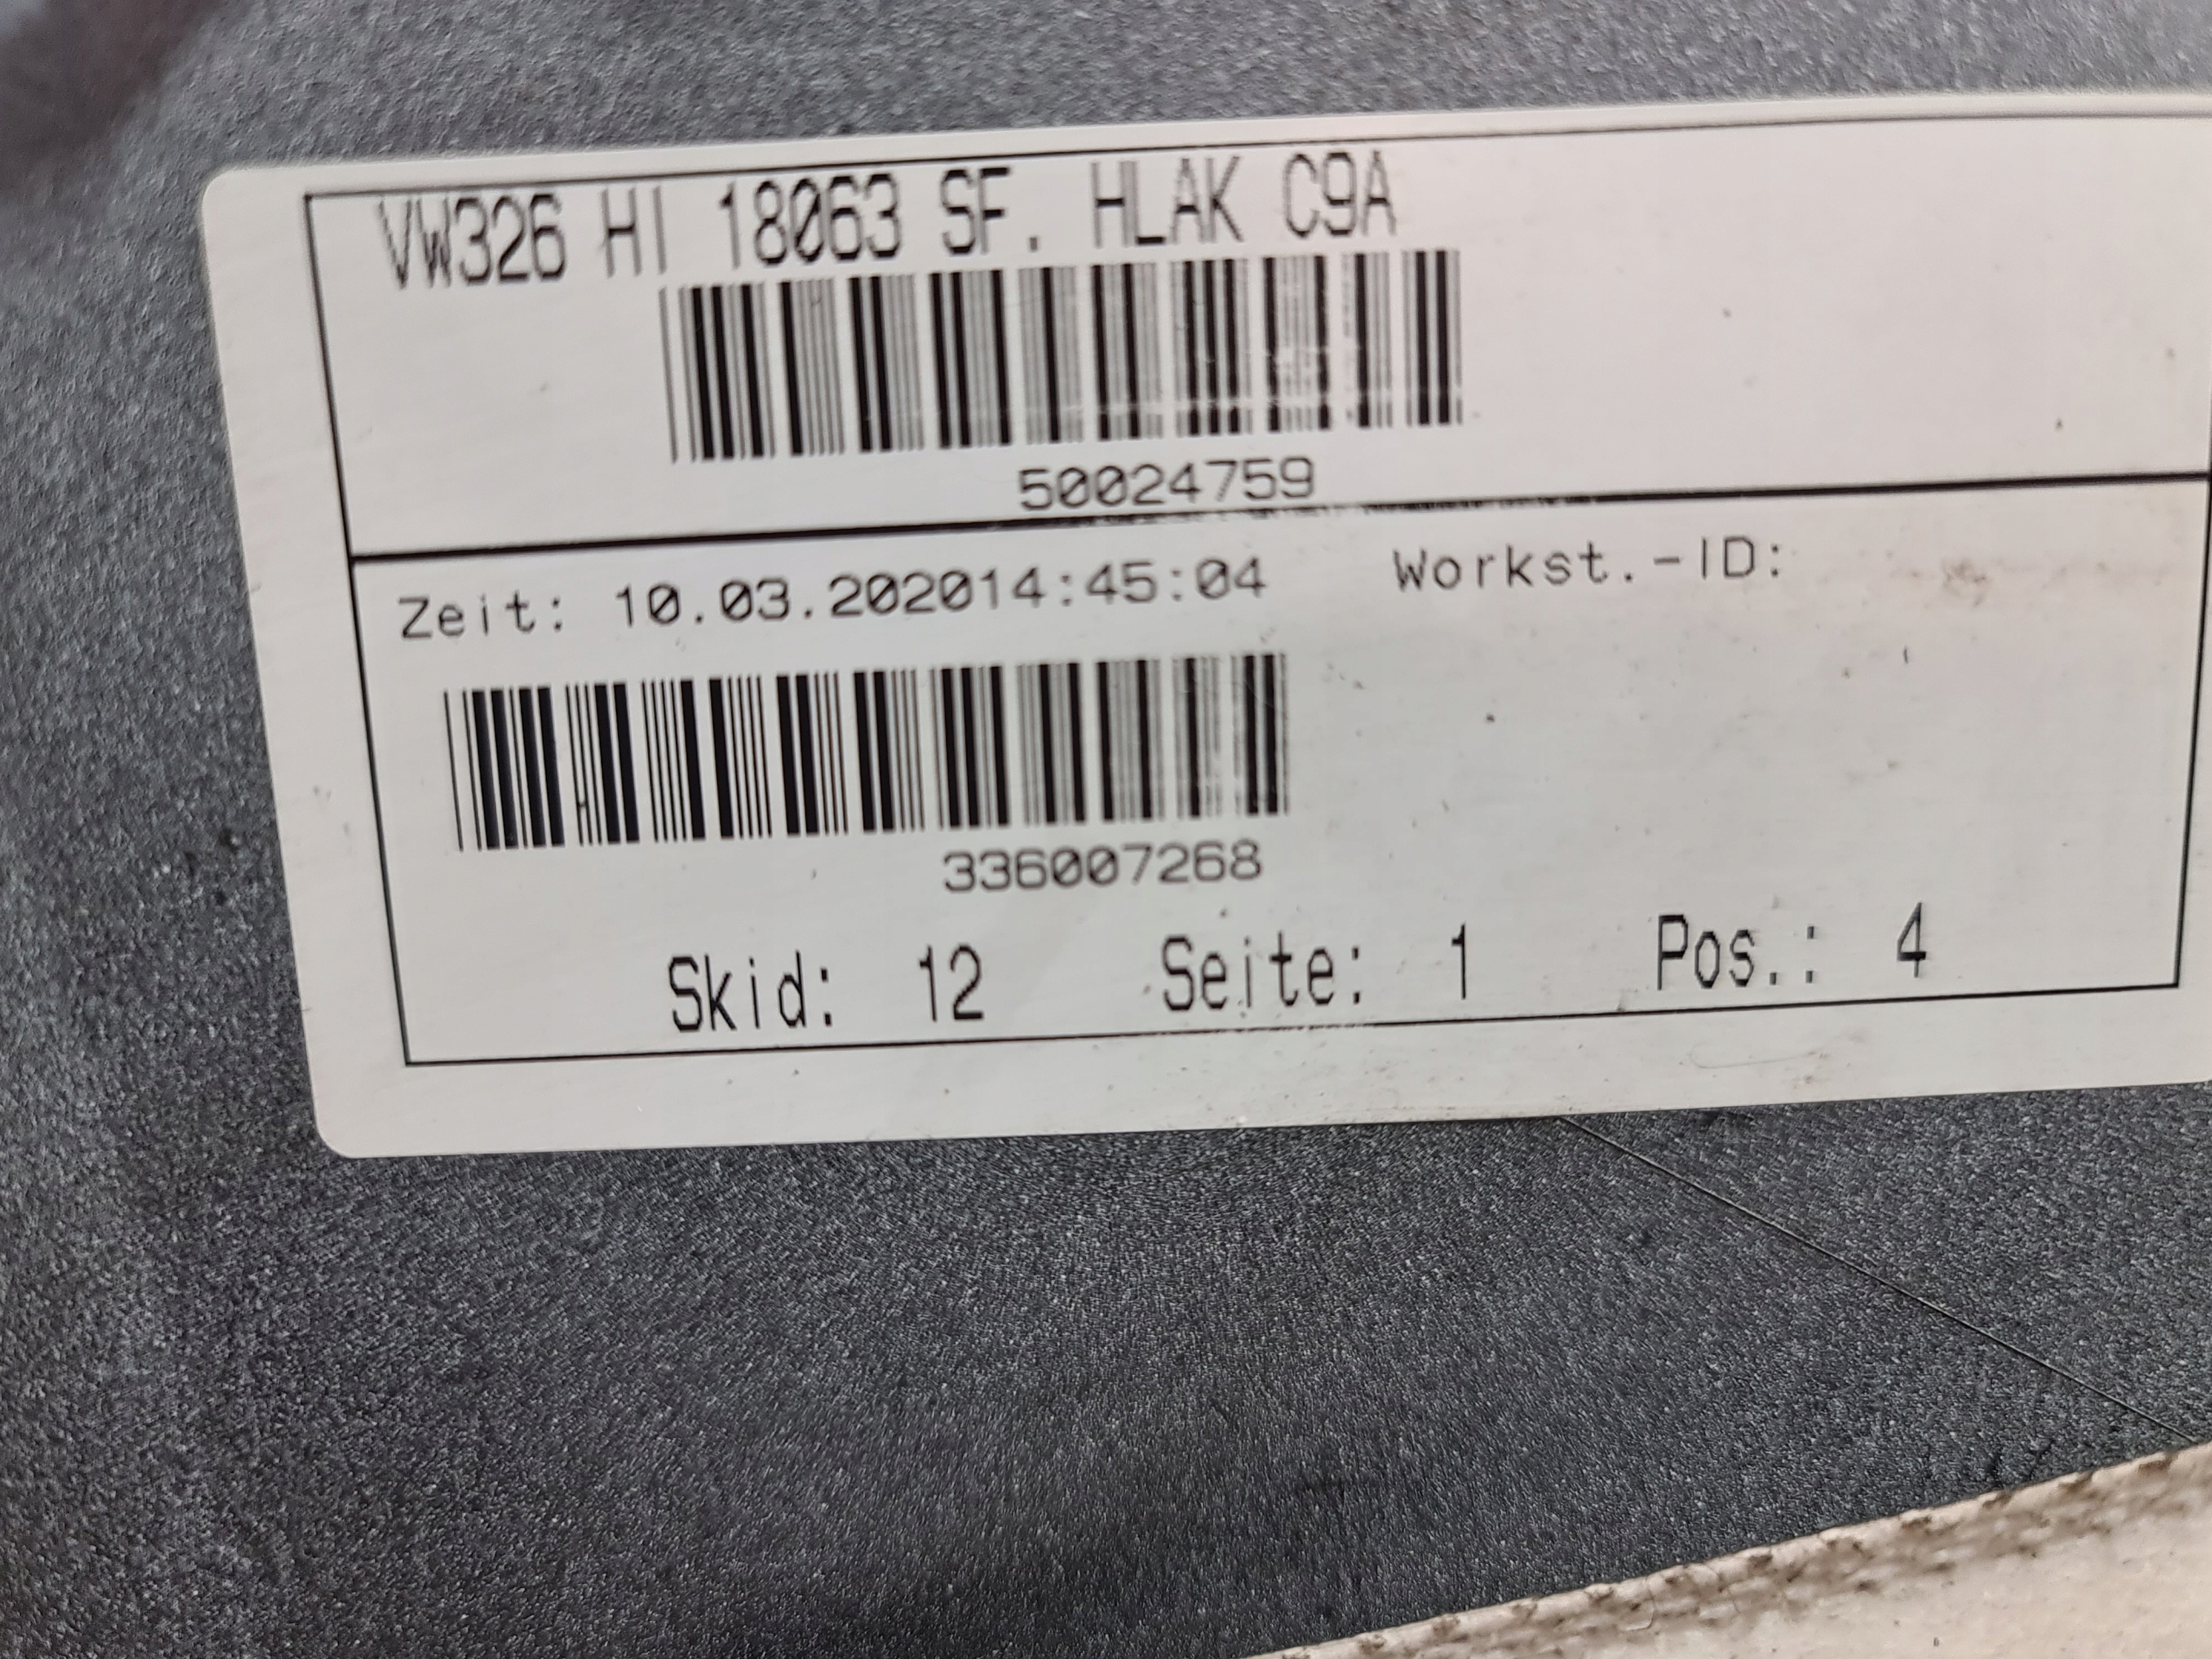 VW326 HI 18063 SF. HLAK C9A
50024759
Zeit: 10.03.202014:45:04 Workst.-ID:
336007268
Skid: 12 Seite: 1 Pos.: 4